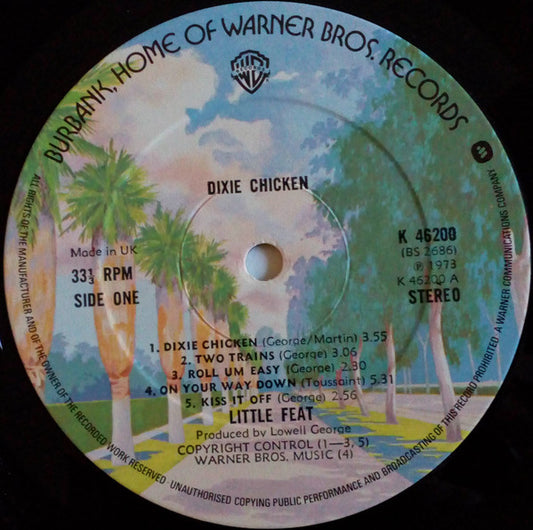 BURBANK, HOME OF WARNER BROS. RECORDS
DIXIE CHICKEN
Made in UK
33⅓ RPM
SIDE ONE
K 46200
(BS 2686)
Ⓟ 1973
K 46200 A
STEREO
1. DIXIE CHICKEN (George/Martin) 3.55
2. TWO TRAINS (George) 3.06
3. ROLL UM EASY (George) 2.30
4. ON YOUR WAY DOWN (Toussaint) 5.31
5. KISS IT OFF (George) 2.56
LITTLE FEAT
Produced by Lowell George
COPYRIGHT CONTROL (1—3, 5)
WARNER BROS. MUSIC (4)
ALL RIGHTS OF THE MANUFACTURER AND OF THE OWNER OF THE RECORDED WORK RESERVED. UNAUTHORISED COPYING PUBLIC PERFORMANCE AND BROADCASTING OF THIS RECORD PROHIBITED. A WARNER COMMUNICATIONS COMPANY